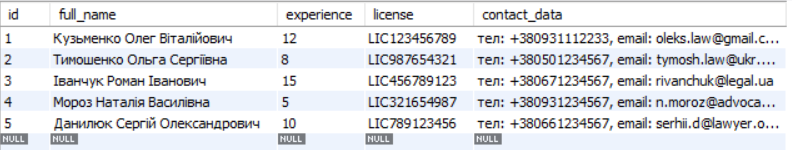 id full_name experience license contact_data
1 Кузьменко Олег Віталійович 12 LIC123456789 тел: +380931112233, email: oleks.law@gmail.c...
2 Тимошенко Ольга Сергіївна 8 LIC987654321 тел: +380501234567, email: tymosh.law@ukr....
3 Іванчук Роман Іванович 15 LIC456789123 тел: +380671234567, email: rivanchuk@legal.ua
4 Мороз Наталія Василівна 5 LIC321654987 тел: +380931234567, email: n.moroz@advoca...
5 Данилюк Сергій Олександрович 10 LIC789123456 тел: +380661234567, email: serhii.d@lawyer.o...
NULL NULL NULL NULL NULL